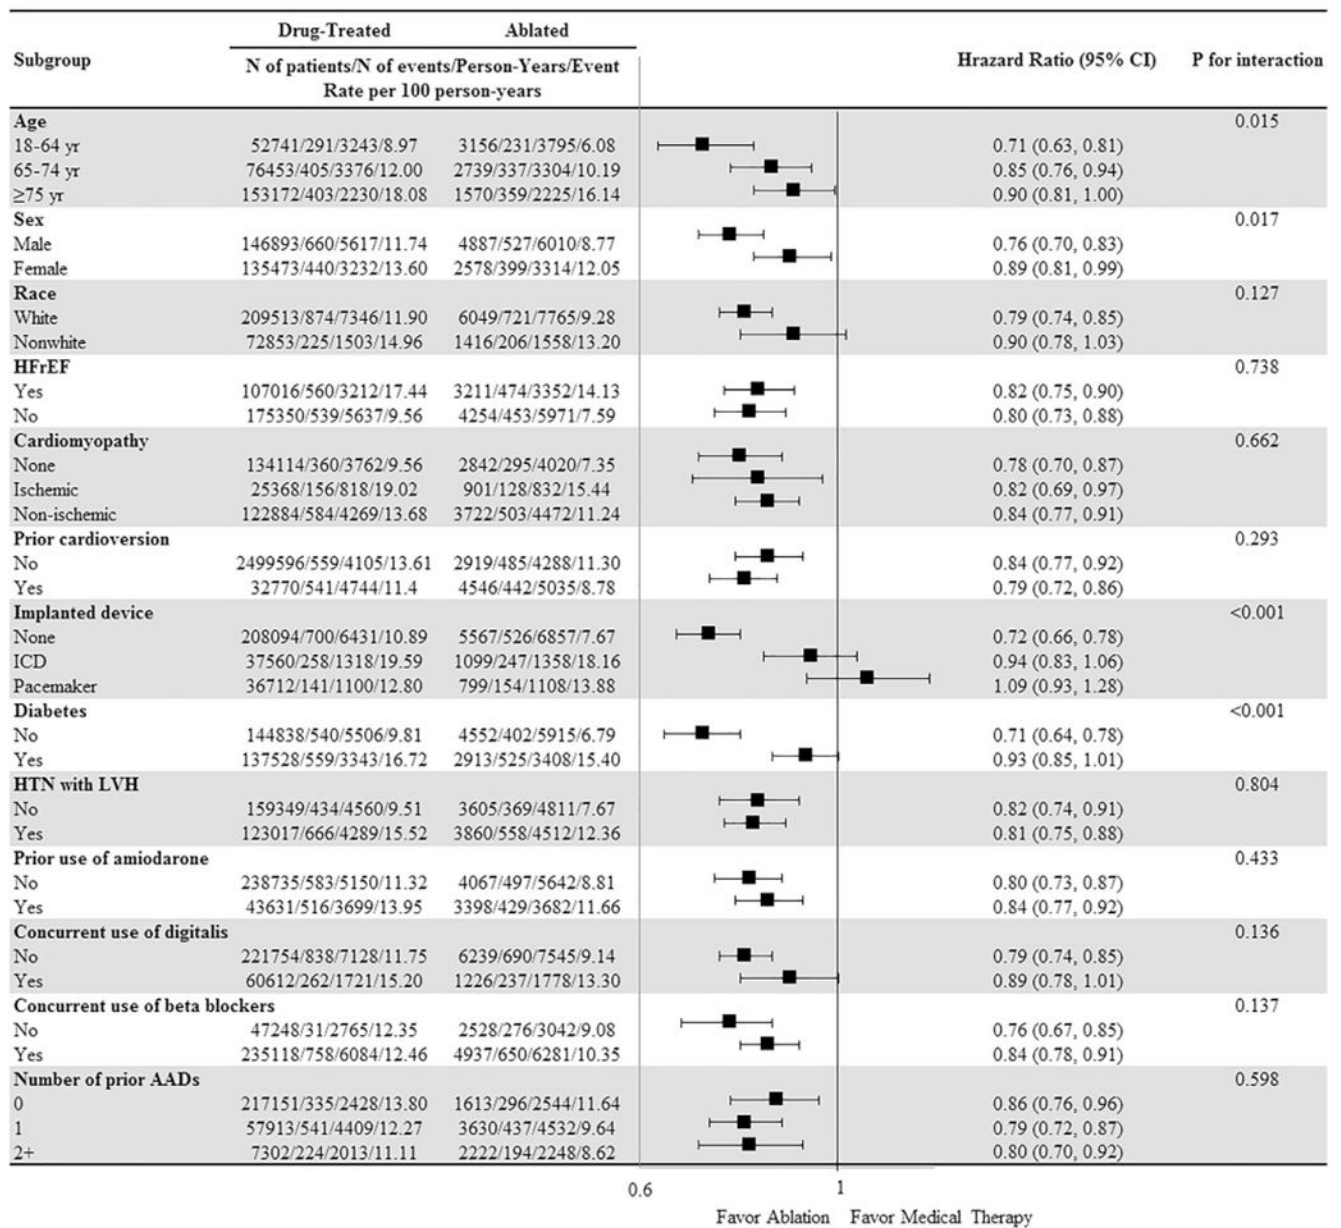 Drug-Treated Ablated
Subgroup N of patients/N of events/Person-Years/Event Rate per 100 person-years Hrazard Ratio (95% CI) P for interaction
Age 0.015
18-64 yr 52741/291/3243/8.97 3156/231/3795/6.08 0.71 (0.63, 0.81)
65-74 yr 76453/405/3376/12.00 2739/337/3304/10.19 0.85 (0.76, 0.94)
≥75 yr 153172/403/2230/18.08 1570/359/2225/16.14 0.90 (0.81, 1.00)
Sex 0.017
Male 146893/660/5617/11.74 4887/527/6010/8.77 0.76 (0.70, 0.83)
Female 135473/440/3232/13.60 2578/399/3314/12.05 0.89 (0.81, 0.99)
Race 0.127
White 209513/874/7346/11.90 6049/721/7765/9.28 0.79 (0.74, 0.85)
Nonwhite 72853/225/1503/14.96 1416/206/1558/13.20 0.90 (0.78, 1.03)
HFrEF 0.738
Yes 107016/560/3212/17.44 3211/474/3352/14.13 0.82 (0.75, 0.90)
No 175350/539/5637/9.56 4254/453/5971/7.59 0.80 (0.73, 0.88)
Cardiomyopathy 0.662
None 134114/360/3762/9.56 2842/295/4020/7.35 0.78 (0.70, 0.87)
Ischemic 25368/156/818/19.02 901/128/832/15.44 0.82 (0.69, 0.97)
Non-ischemic 122884/584/4269/13.68 3722/503/4472/11.24 0.84 (0.77, 0.91)
Prior cardioversion 0.293
No 2499596/559/4105/13.61 2919/485/4288/11.30 0.84 (0.77, 0.92)
Yes 32770/541/4744/11.4 4546/442/5035/8.78 0.79 (0.72, 0.86)
Implanted device <0.001
None 208094/700/6431/10.89 5567/526/6857/7.67 0.72 (0.66, 0.78)
ICD 37560/258/1318/19.59 1099/247/1358/18.16 0.94 (0.83, 1.06)
Pacemaker 36712/141/1100/12.80 799/154/1108/13.88 1.09 (0.93, 1.28)
Diabetes <0.001
No 144838/540/5506/9.81 4552/402/5915/6.79 0.71 (0.64, 0.78)
Yes 137528/559/3343/16.72 2913/525/3408/15.40 0.93 (0.85, 1.01)
HTN with LVH 0.804
No 159349/434/4560/9.51 3605/369/4811/7.67 0.82 (0.74, 0.91)
Yes 123017/666/4289/15.52 3860/558/4512/12.36 0.81 (0.75, 0.88)
Prior use of amiodarone 0.433
No 238735/583/5150/11.32 4067/497/5642/8.81 0.80 (0.73, 0.87)
Yes 43631/516/3699/13.95 3398/429/3682/11.66 0.84 (0.77, 0.92)
Concurrent use of digitalis 0.136
No 221754/838/7128/11.75 6239/690/7545/9.14 0.79 (0.74, 0.85)
Yes 60612/262/1721/15.20 1226/237/1778/13.30 0.89 (0.78, 1.01)
Concurrent use of beta blockers 0.137
No 47248/31/2765/12.35 2528/276/3042/9.08 0.76 (0.67, 0.85)
Yes 235118/758/6084/12.46 4937/650/6281/10.35 0.84 (0.78, 0.91)
Number of prior AADs 0.598
0 217151/335/2428/13.80 1613/296/2544/11.64 0.86 (0.76, 0.96)
1 57913/541/4409/12.27 3630/437/4532/9.64 0.79 (0.72, 0.87)
2+ 7302/224/2013/11.11 2222/194/2248/8.62 0.80 (0.70, 0.92)
0.6 1
Favor Ablation Favor Medical Therapy